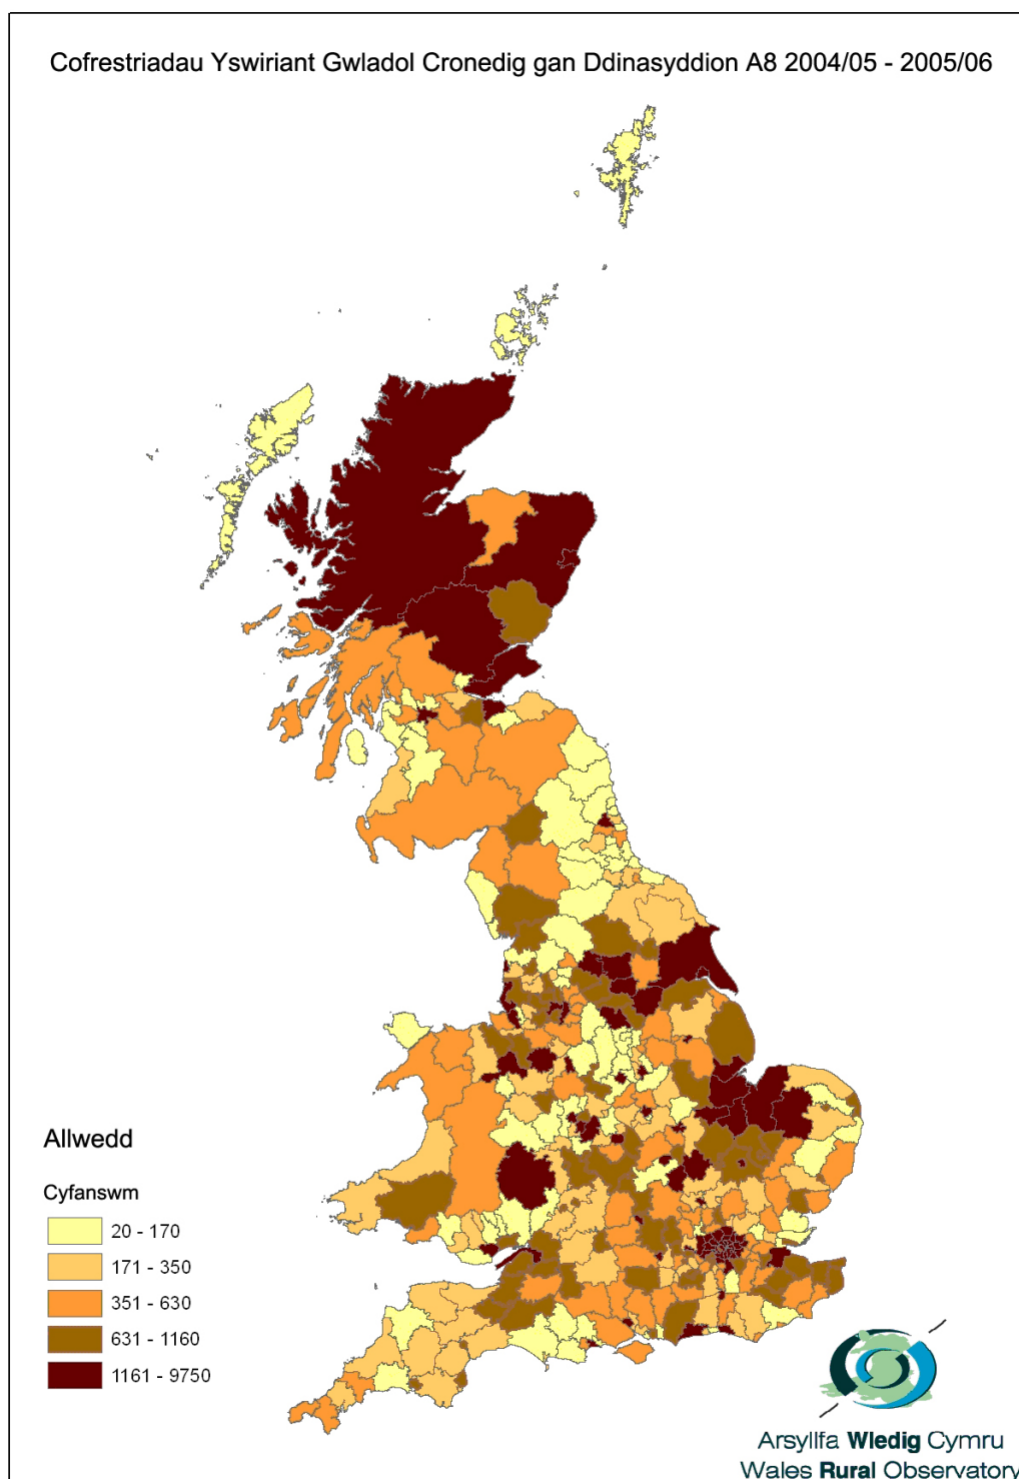 Cofrestriadau Yswiriant Gwladol Cronedig gan Ddinasyddion A8 2004/05 - 2005/06
Allwedd
Cyfanswm
20 - 170
171 - 350
351 - 630
631 - 1160
1161 - 9750
Arsyllfa Wledig Cymru
Wales Rural Observatory